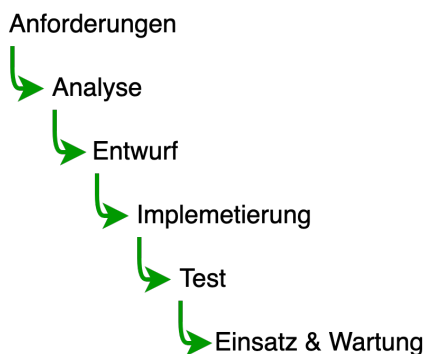 Anforderungen
Analyse
Entwurf
Implemetierung
Test
Einsatz & Wartung